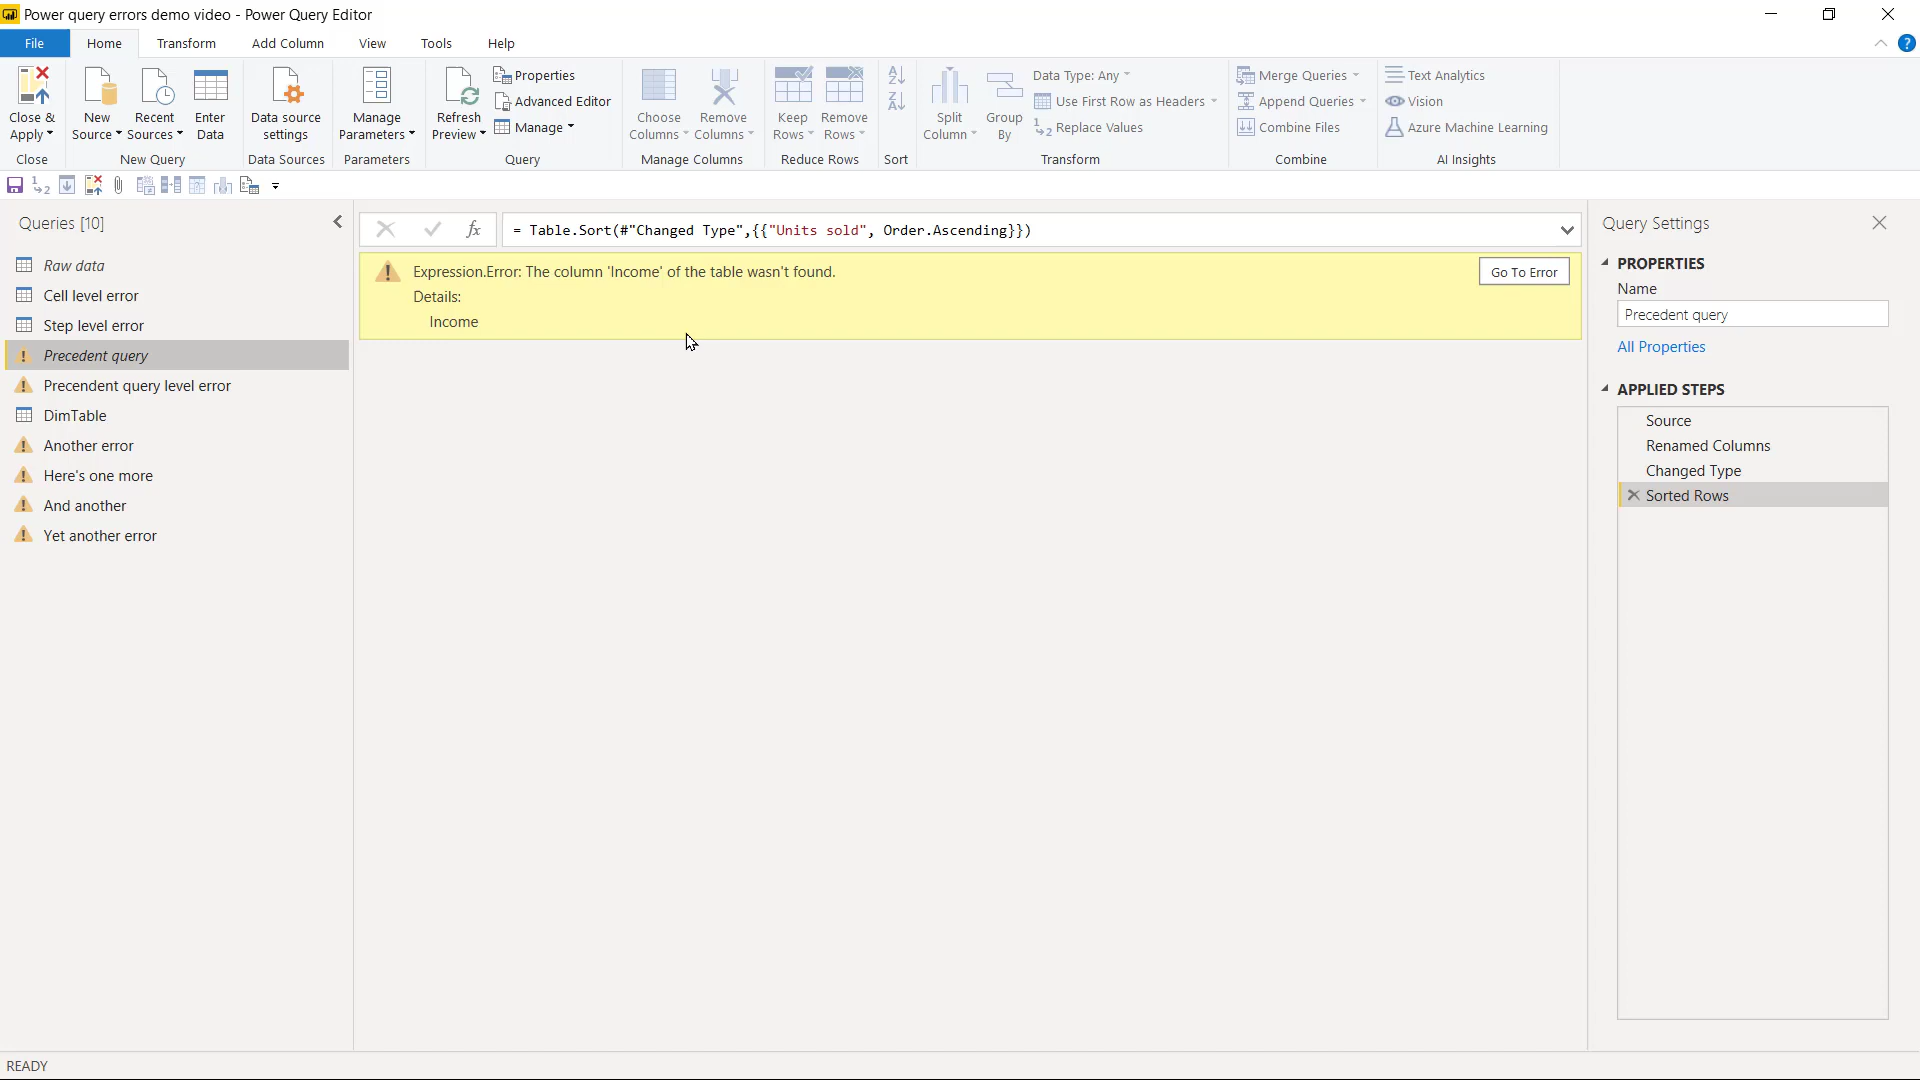 Power query errors demo video - Power Query Editor
File
Home
Transform
Add Column
View
Tools
Help
Close &
Apply
Close
New
Source
Recent
Sources
Enter
Data
New Query
Data source
settings
Data Sources
Manage
Parameters
Parameters
Refresh
Preview
Properties
Advanced Editor
Manage
Query
Choose
Columns
Remove
Columns
Manage Columns
Keep
Rows
Remove
Rows
Reduce Rows
Sort
Split
Column
Group
By
Data Type: Any
Use First Row as Headers
Replace Values
Transform
Merge Queries
Append Queries
Combine Files
Combine
Text Analytics
Vision
Azure Machine Learning
AI Insights
Queries [10]
Raw data
Cell level error
Step level error
Precedent query
Precendent query level error
DimTable
Another error
Here's one more
And another
Yet another error
fx
= Table.Sort(#"Changed Type",{{"Units sold", Order.Ascending}})
Expression.Error: The column 'Income' of the table wasn't found.
Details:
Income
Go To Error
Query Settings
PROPERTIES
Name
Precedent query
All Properties
APPLIED STEPS
Source
Renamed Columns
Changed Type
Sorted Rows
READY